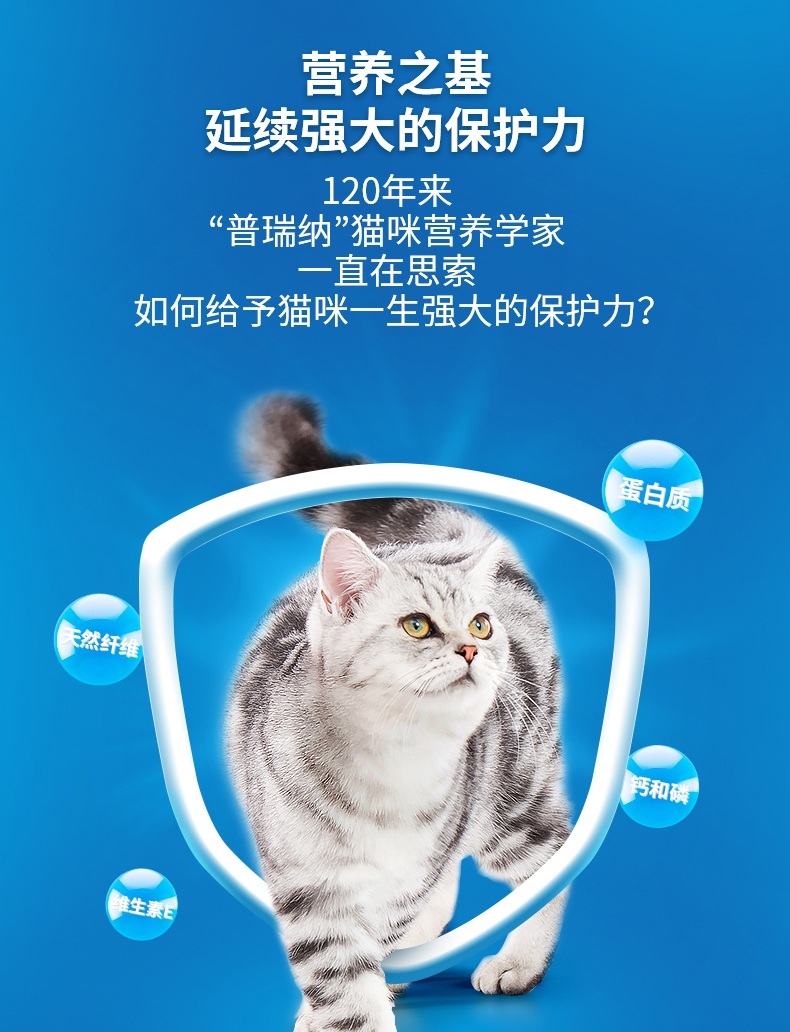 营养之基
延续强大的保护力
120年来
“普瑞纳”猫咪营养学家
一直在思索
如何给予猫咪一生强大的保护力？
蛋白质
天然纤维
钙和磷
维生素E